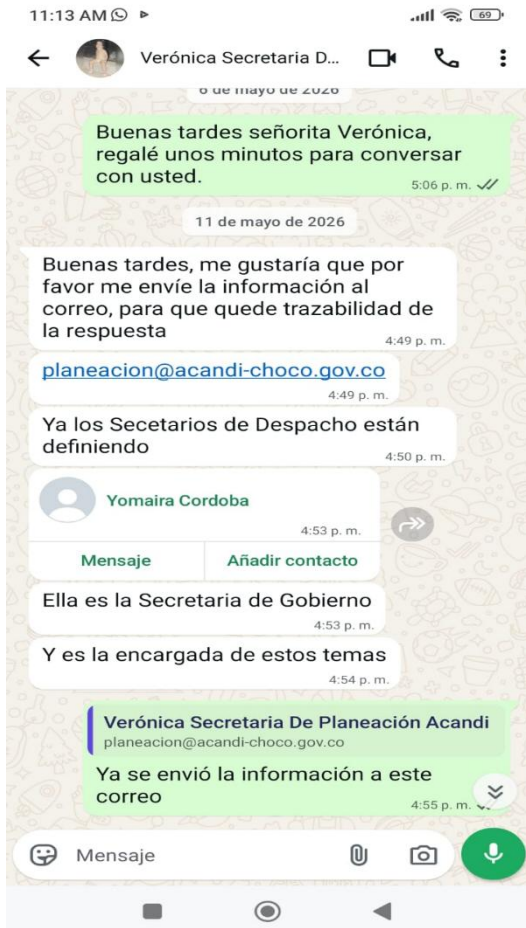 11:13 AM
69
Verónica Secretaria D...
6 de mayo de 2026
Buenas tardes señorita Verónica,
regalé unos minutos para conversar
con usted.
5:06 p. m.
11 de mayo de 2026
Buenas tardes, me gustaría que por
favor me envíe la información al
correo, para que quede trazabilidad de
la respuesta
4:49 p. m.
planeacion@acandi-choco.gov.co
4:49 p. m.
Ya los Secetarios de Despacho están
definiendo
4:50 p. m.
Yomaira Cordoba
4:53 p. m.
Mensaje
Añadir contacto
Ella es la Secretaria de Gobierno
4:53 p. m.
Y es la encargada de estos temas
4:54 p. m.
Verónica Secretaria De Planeación Acandi
planeacion@acandi-choco.gov.co
Ya se envió la información a este
correo
4:55 p. m.
Mensaje